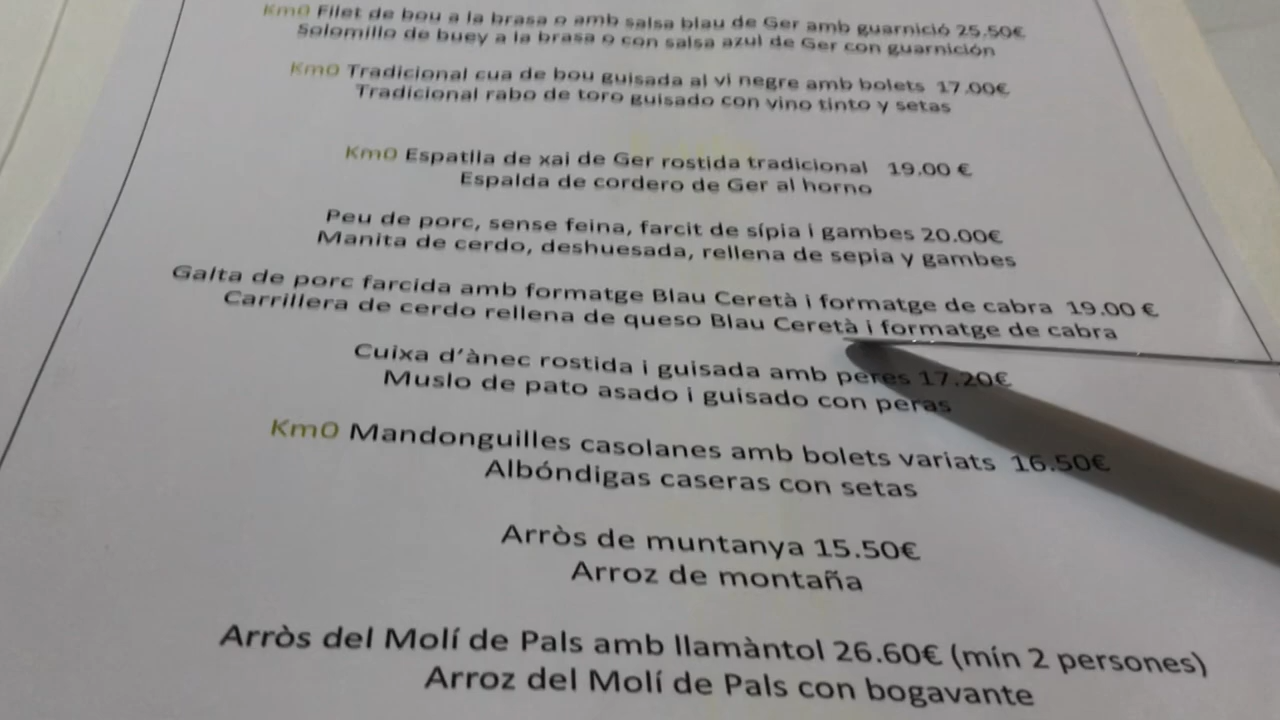 Km0 Filet de bou a la brasa o amb salsa blau de Ger amb guarnició 25.50€
Solomillo de buey a la brasa o con salsa azul de Ger con guarnición
Km0 Tradicional cua de bou guisada al vi negre amb bolets 17.00€
Tradicional rabo de toro guisado con vino tinto y setas
Km0 Espatlla de xai de Ger rostida tradicional 19.00 €
Espalda de cordero de Ger al horno
Peu de porc, sense feina, farcit de sípia i gambes 20.00€
Manita de cerdo, deshuesada, rellena de sepia y gambes
Galta de porc farcida amb formatge Blau Ceretà i formatge de cabra 19.00 €
Carrillera de cerdo rellena de queso Blau Ceretà i formatge de cabra
Cuixa d'ànec rostida i guisada amb peres 17.20€
Muslo de pato asado i guisado con peras
Km0 Mandonguilles casolanes amb bolets variats 16.50€
Albóndigas caseras con setas
Arròs de muntanya 15.50€
Arroz de montaña
Arròs del Molí de Pals amb llamàntol 26.60€ (mín 2 persones)
Arroz del Molí de Pals con bogavante